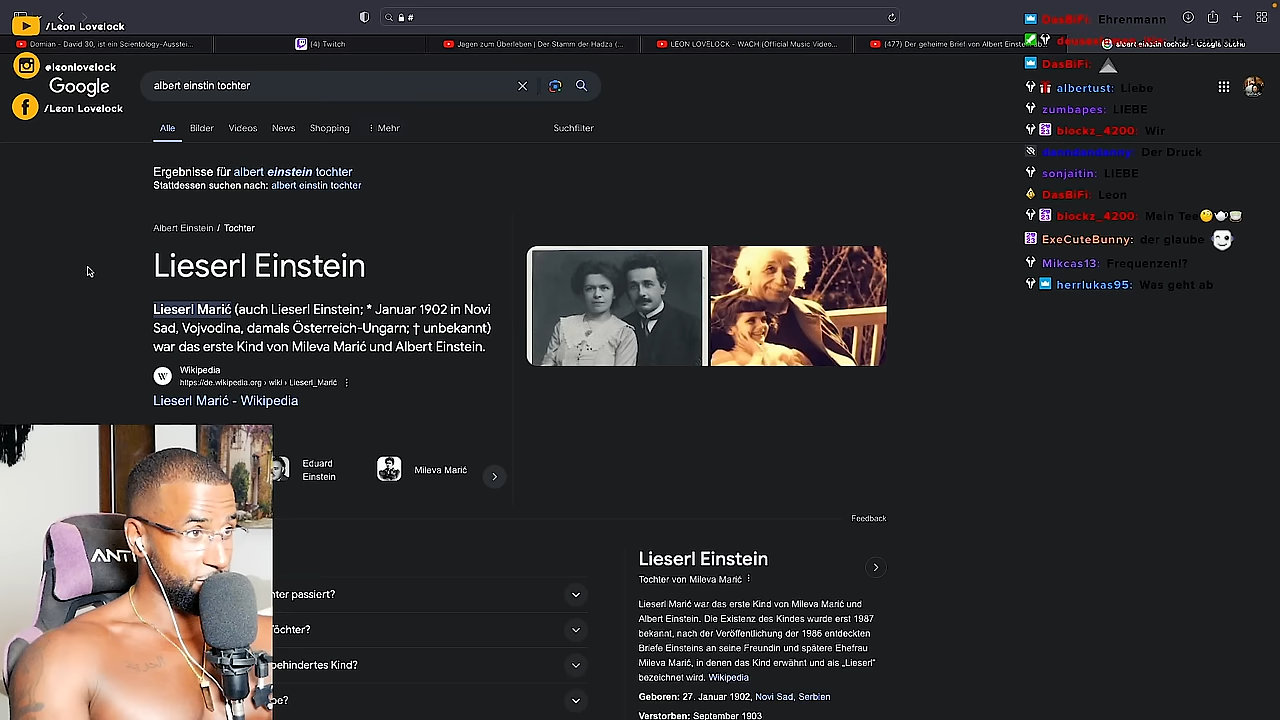 /Leon Lovelock
@leonlovelock
/Leon Lovelock
#
Domian - David 30, ist ein Scientology-Ausstei...
(4) Twitch
Jagen zum Überleben | Der Stamm der Hadza (...
LEON LOVELOCK - WACH (Official Music Video...
(477) Der geheime Brief von Albert Einstein
albert einstin tochter - Google Suche
Google
albert einstin tochter
Alle
Bilder
Videos
News
Shopping
Mehr
Suchfilter
Ergebnisse für albert einstein tochter
Stattdessen suchen nach: albert einstin tochter
Albert Einstein / Tochter
Lieserl Einstein
Lieserl Marić (auch Lieserl Einstein; * Januar 1902 in Novi
Sad, Vojvodina, damals Österreich-Ungarn; † unbekannt)
war das erste Kind von Mileva Marić und Albert Einstein.
W
Wikipedia
https://de.wikipedia.org › wiki › Lieserl_Marić
Lieserl Marić - Wikipedia
Eduard
Einstein
Mileva Marić
Feedback
passiert?
Töchter?
behindertes Kind?
Lieserl Einstein
Tochter von Mileva Marić
Lieserl Marić war das erste Kind von Mileva Marić und
Albert Einstein. Die Existenz des Kindes wurde erst 1987
bekannt, nach der Veröffentlichung der 1986 entdeckten
Briefe Einsteins an seine Freundin und spätere Ehefrau
Mileva Marić, in denen das Kind erwähnt und als „Lieserl“
bezeichnet wird. Wikipedia
Geboren: 27. Januar 1902, Novi Sad, Serbien
Verstorben: September 1903
ANT
DasBiFi: Ehrenmann
ehrenmann
DasBiFi:
albertust: Liebe
zumbapes: LIEBE
blockz_4200: Wir
Der Druck
sonjaitin: LIEBE
DasBiFi: Leon
blockz_4200: Mein Tee
ExeCuteBunny: der glaube
Mikcas13: Frequenzen!?
herrlukas95: Was geht ab